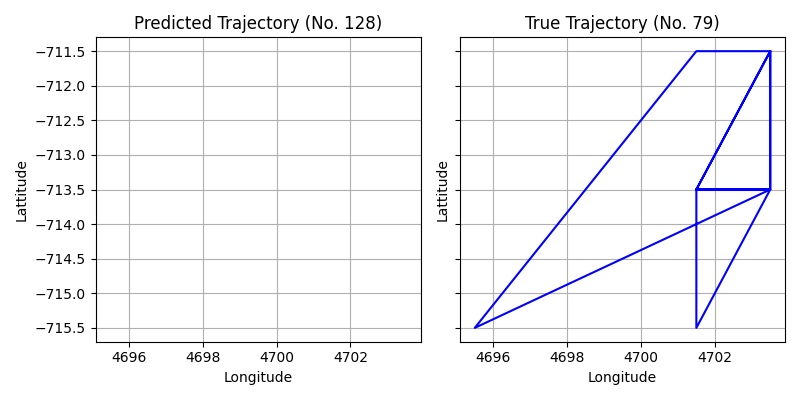 Predicted Trajectory (No. 128)
−711.5
−712.0
−712.5
−713.0
−713.5
−714.0
−714.5
−715.0
−715.5
Lattitude
4696 4698 4700 4702
Longitude
True Trajectory (No. 79)
Lattitude
4696 4698 4700 4702
Longitude